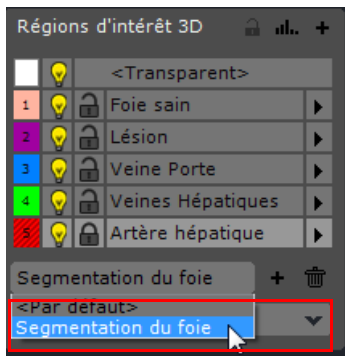 Régions d'intérêt 3D
<Transparent>
1 Foie sain
2 Lésion
3 Veine Porte
4 Veines Hépatiques
5 Artère hépatique
Segmentation du foie
<Par défaut>
Segmentation du foie